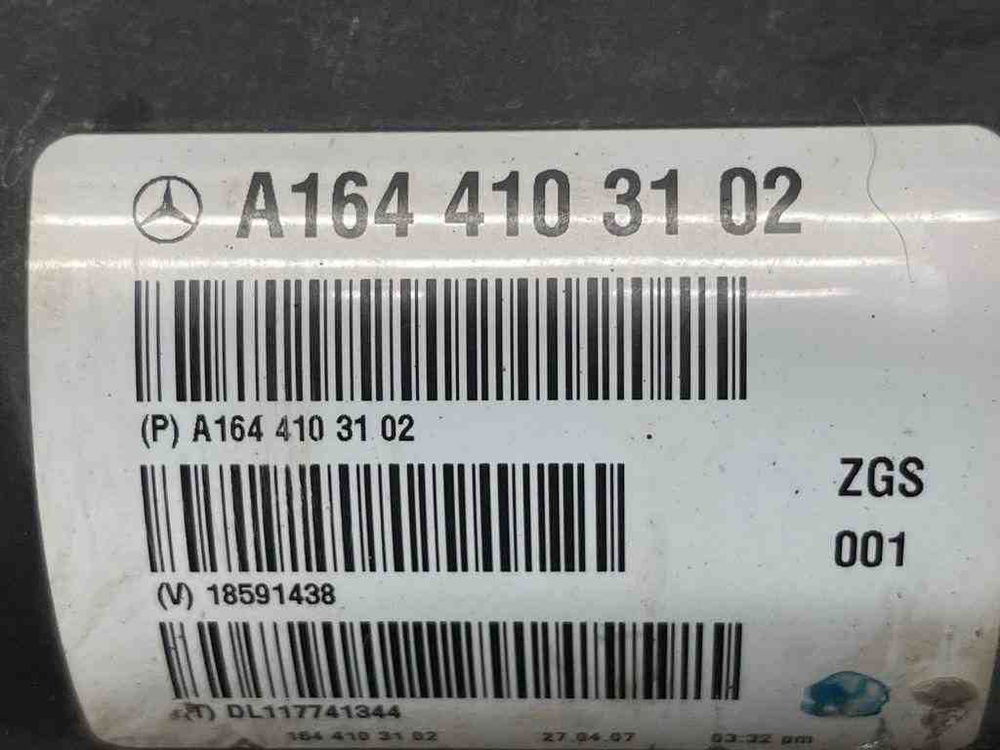 A164 410 31 02
(P) A164 410 31 02
ZGS
001
(V) 18591438
(T) DL117741344
164 410 31 02 27.04.07 03:32 pm